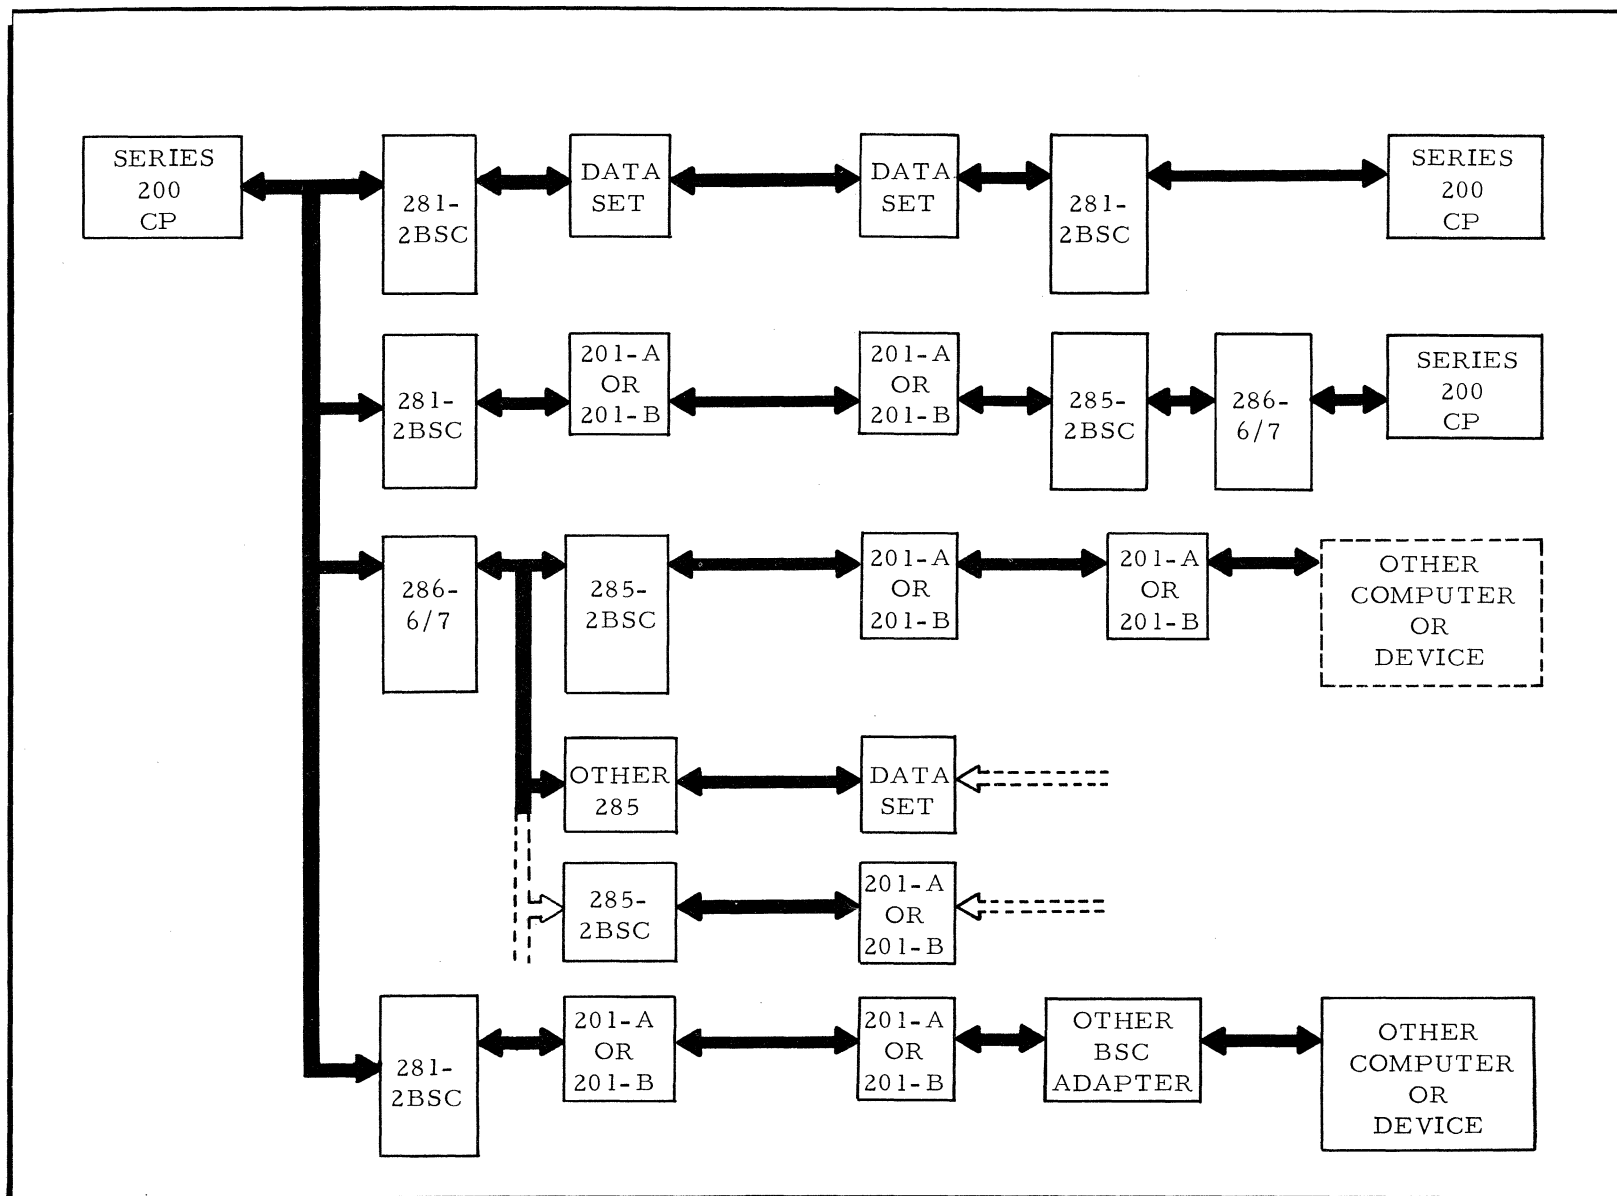 SERIES
200
CP
281-
2BSC
DATA
SET
DATA
SET
281-
2BSC
SERIES
200
CP
281-
2BSC
201-A
OR
201-B
201-A
OR
201-B
285-
2BSC
286-
6/7
SERIES
200
CP
286-
6/7
285-
2BSC
201-A
OR
201-B
201-A
OR
201-B
OTHER
COMPUTER
OR
DEVICE
OTHER
285
DATA
SET
285-
2BSC
201-A
OR
201-B
281-
2BSC
201-A
OR
201-B
201-A
OR
201-B
OTHER
BSC
ADAPTER
OTHER
COMPUTER
OR
DEVICE